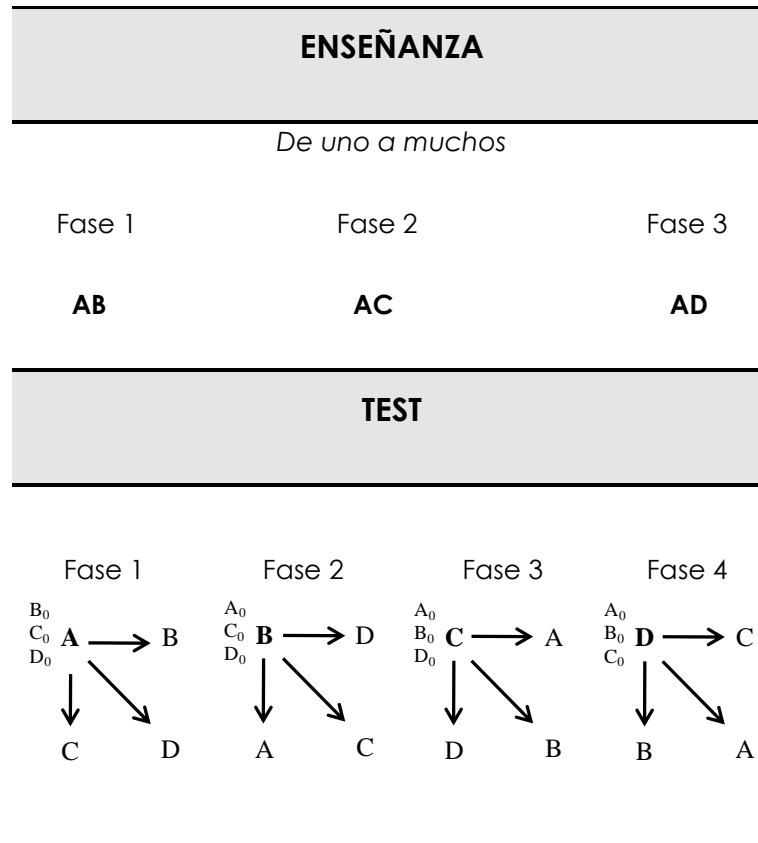 ENSEÑANZA
De uno a muchos
Fase 1 Fase 2 Fase 3
AB AC AD
TEST
Fase 1 Fase 2 Fase 3 Fase 4
B₀ A₀ A₀ A₀
C₀ A B C₀ B D B₀ C A B₀ D C
D₀ D₀ D₀ C₀
C D A C D B B A